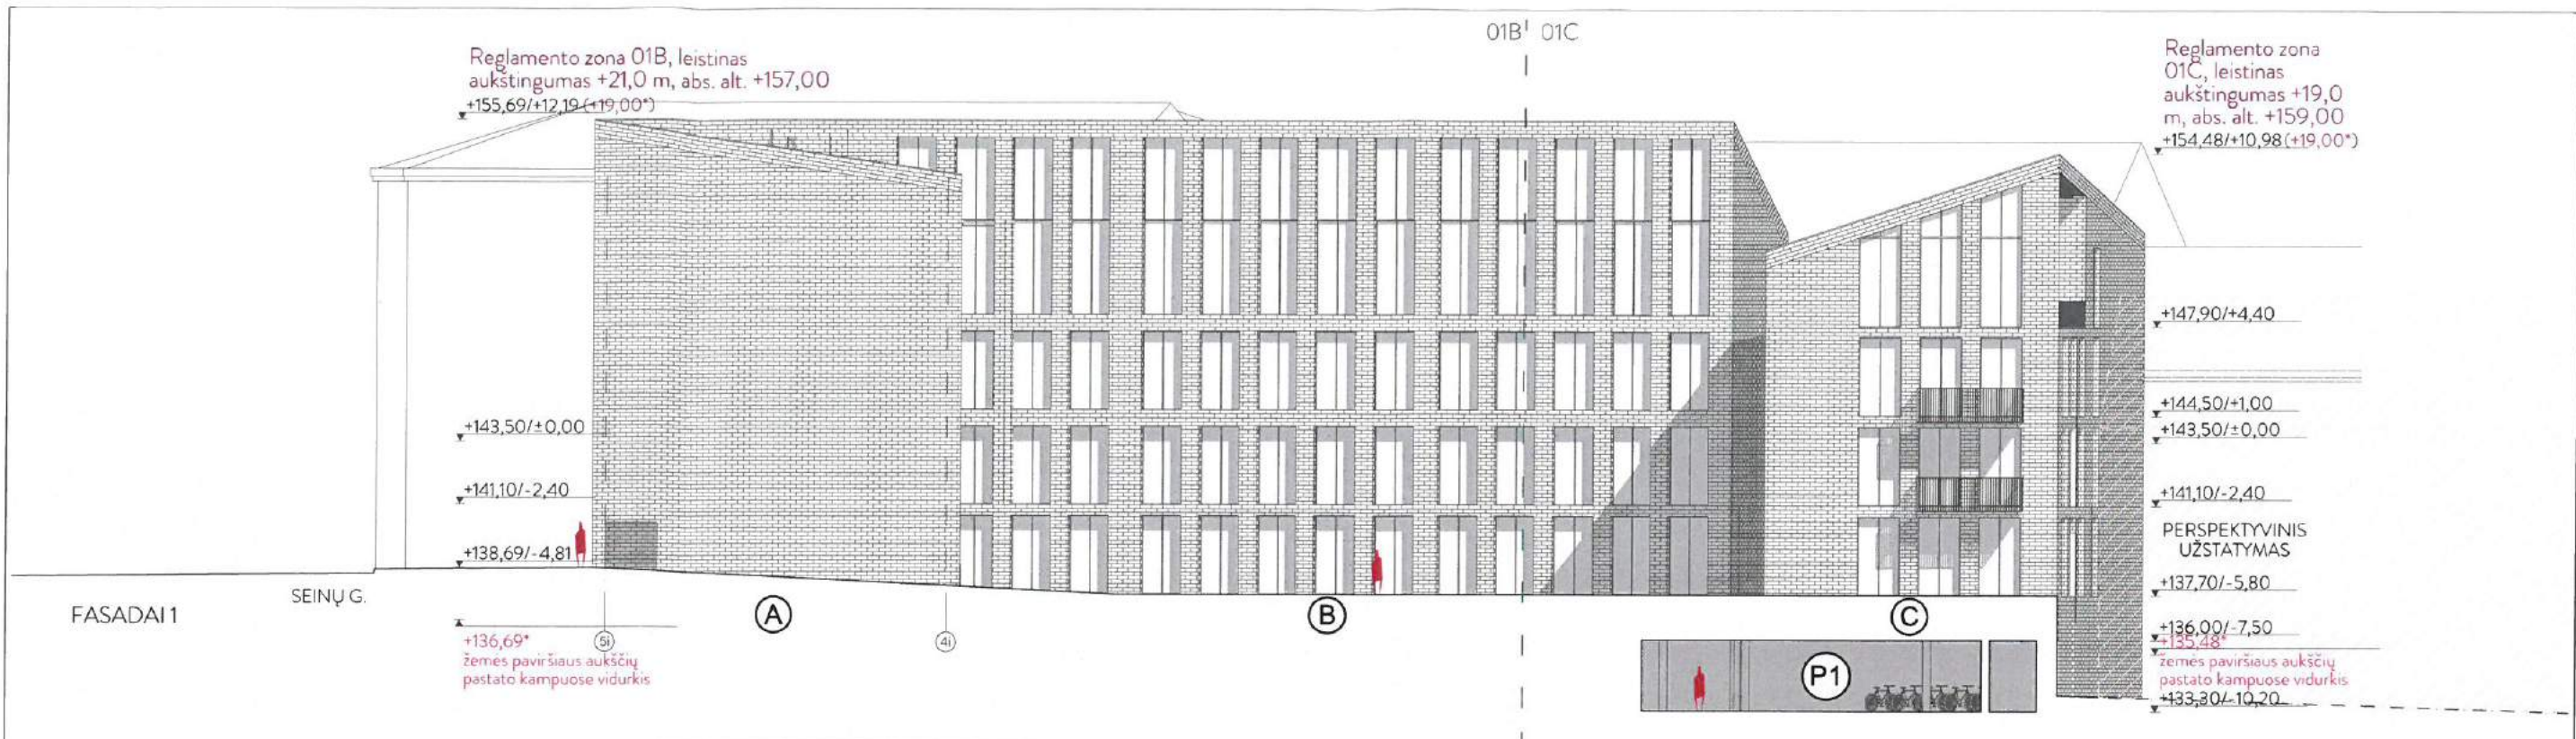 01B 01C
Reglamento zona 01B, leistinas
aukštingumas +21,0 m, abs. alt. +157,00
+155,69/+12,19 (+19,00*)
Reglamento zona
01C, leistinas
aukštingumas +19,0
m, abs. alt. +159,00
+154,48/+10,98 (+19,00*)
+147,90/+4,40
+143,50/±0,00
+144,50/+1,00
+143,50/±0,00
+141,10/-2,40
+141,10/-2,40
+138,69/-4,81
PERSPEKTYVINIS
UŽSTATYMAS
+137,70/-5,80
FASADAI 1
SEINŲ G.
A
B
C
+136,69*
žemės paviršiaus aukščių
pastato kampuose vidurkis
5i
4i
P1
+136,00/-7,50
+135,48*
žemės paviršiaus aukščių
pastato kampuose vidurkis
+133,30/-10,20